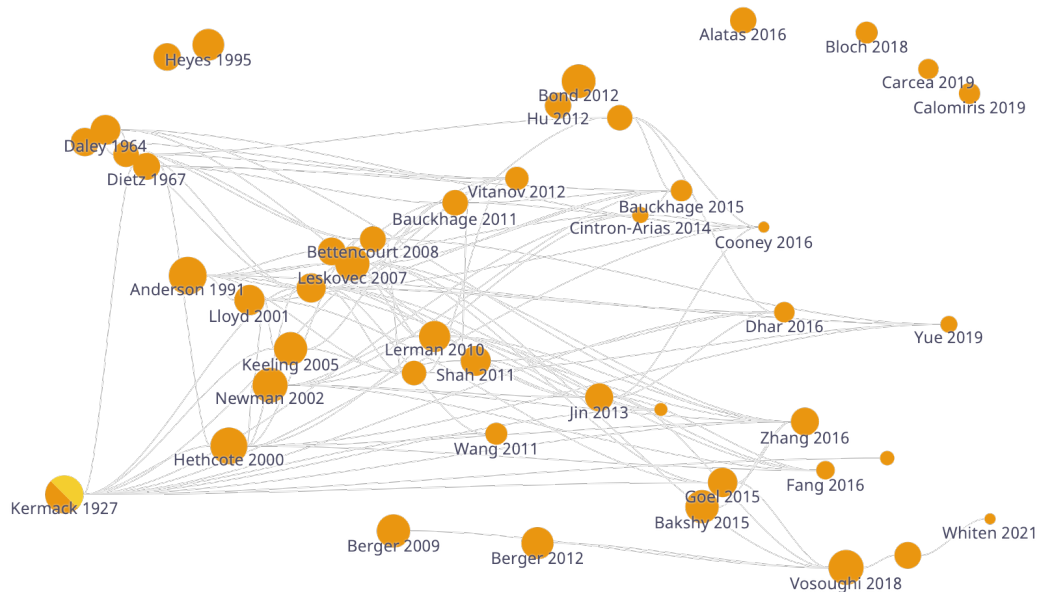 Alatas 2016
Bloch 2018
Heyes 1995
Carcea 2019
Bond 2012
Calomiris 2019
Hu 2012
Daley 1964
Dietz 1967
Vitanov 2012
Bauckhage 2015
Bauckhage 2011
Cintron-Arias 2014
Cooney 2016
Bettencourt 2008
Leskovec 2007
Anderson 1991
Lloyd 2001
Dhar 2016
Yue 2019
Lerman 2010
Keeling 2005
Shah 2011
Newman 2002
Jin 2013
Zhang 2016
Wang 2011
Hethcote 2000
Fang 2016
Goel 2015
Kermack 1927
Bakshy 2015
Whiten 2021
Berger 2009
Berger 2012
Vosoughi 2018